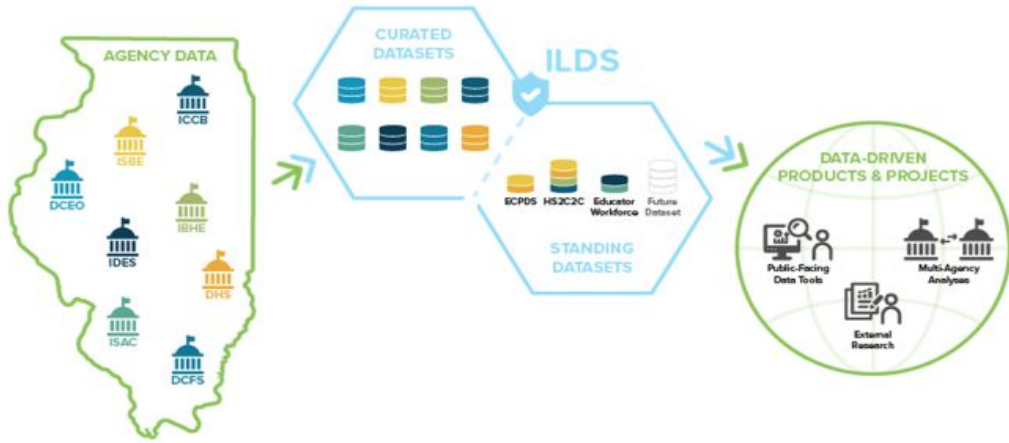 AGENCY DATA
ICCB
ISBE
DCEO
IBHE
IDES
DHS
ISAC
DCFS
CURATED
DATASETS
ILDS
ECPDS
HS2C2C
Educator
Workforce
Future
Dataset
STANDING
DATASETS
DATA-DRIVEN
PRODUCTS & PROJECTS
Public-Facing
Data Tools
Multi-Agency
Analyses
External
Research